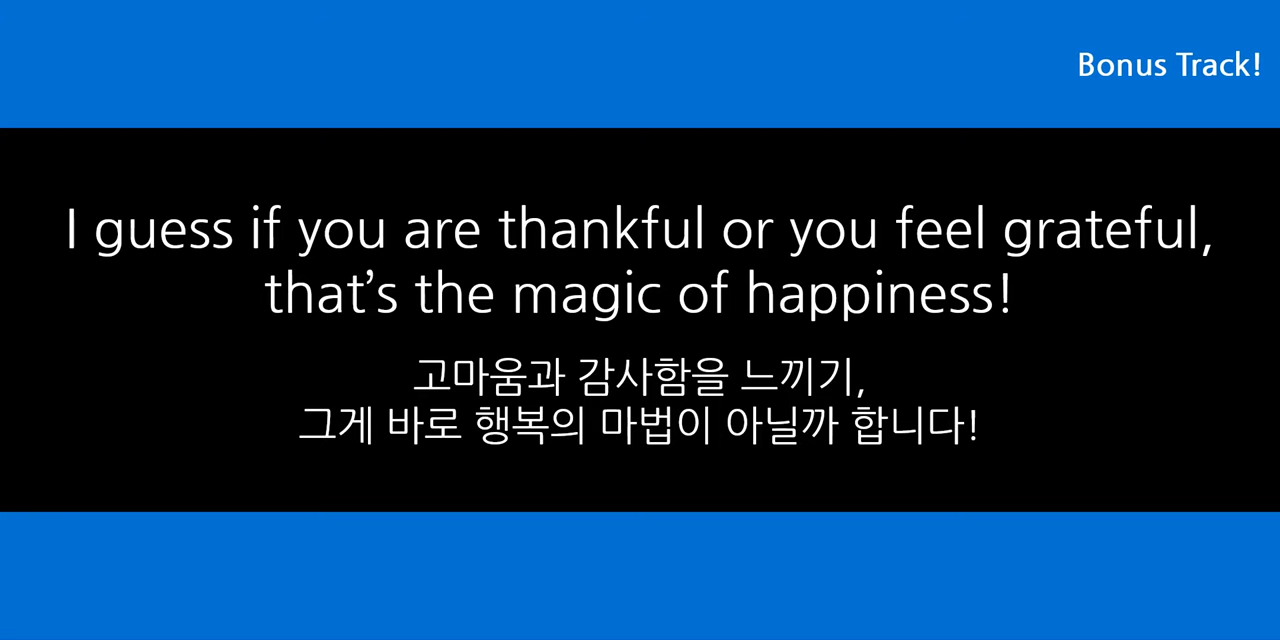 Bonus Track!
I guess if you are thankful or you feel grateful,
that’s the magic of happiness!
고마움과 감사함을 느끼기,
그게 바로 행복의 마법이 아닐까 합니다!